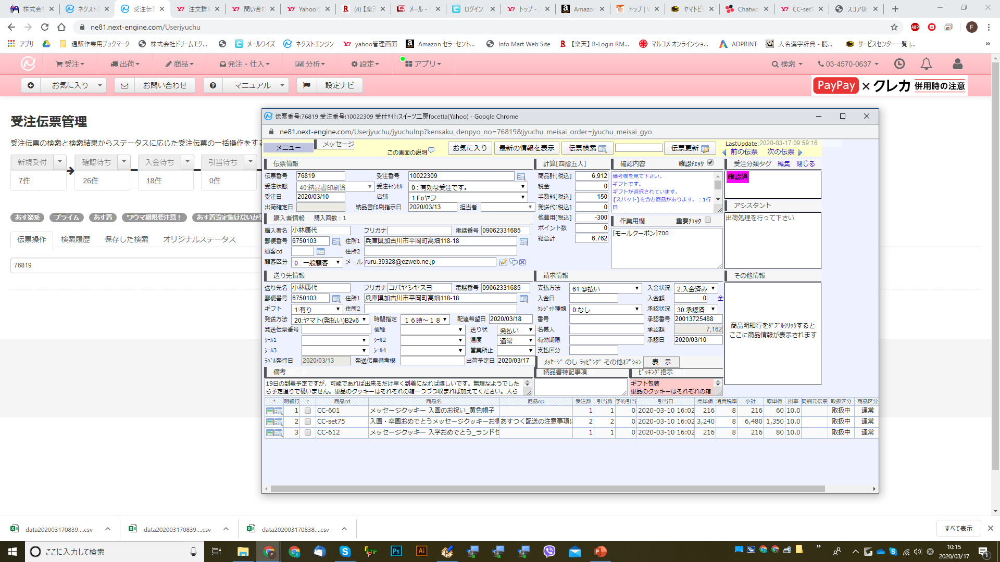 株式会社
ネクストエ
受注伝票
注文詳細
問い合わ
Yahoo!シ
(4)【楽天
メール - サ
ログイン
トップ - ス
Amazon
トップ | W
ヤマトビジ
Chatwo
CC-set7
スコア後
ne81.next-engine.com/Userjyuchu
アプリ
通販作業用ブックマーク
株式会社ドリームエク...
メールワイズ
ネクストエンジン
yahoo管理画面
Amazon セラーセント...
Info Mart Web Site
【楽天】R-Login RM...
マルコメ オンラインショ...
ADPRINT
人名漢字辞典 - 読...
サービスセンター一覧 |...
受注
出荷
商品
発注・仕入
分析
設定
アプリ
検索
03-4570-0637
お気に入り
お問い合わせ
マニュアル
設定ナビ
PayPay×クレカ 併用時の注意
受注伝票管理
受注伝票の検索と検索結果からステータスに応じた受注伝票の一括操作をする
新規受付
確認待ち
入金待ち
引当待ち
7件
26件
18件
0件
あす楽系
プライム
あす着
ワウマ期限要注意！
伝票操作
検索履歴
保存した検索
オリジナルステータス
76819
伝票番号:76819 受注番号:10022309 受付サイト:スイーツ工房focetta(Yahoo) - Google Chrome
ne81.next-engine.com/Userjyuchu/jyuchuInp?kensaku_denpyo_no=76819&jyuchu_meisai_order=jyuchu_meisai_gyo
メニュー
メッセージ
この画面の説明
お気に入り
最新の情報を表示
伝票検索
伝票更新
LastUpdate:2020-03-17 09:59:16
前の伝票 次の伝票
伝票情報
伝票番号 76819 受注番号 10022309
受注状態 40:納品書印刷済 受注ｷｬﾝｾﾙ 0 : 有効な受注です。
受注日 2020/03/10 店舗 1:Foヤフ
出荷確定日 納品書印刷指示日 2020/03/13 担当者
購入者情報 購入回数 : 1
購入者名 小林康代 フリガナ 電話番号 09062331685
郵便番号 6750103 住所1 兵庫県加古川市平岡町高畑118-18
顧客cd 住所2
顧客区分 0 : 一般顧客 メール ruru.39328@ezweb.ne.jp
送り先情報
送り先名 小林康代 フリガナ コバヤシヤスヨ 電話番号 09062331685
郵便番号 6750103 住所1 兵庫県加古川市平岡町高畑118-18
ギフト 1:有り 住所2
発送方法 20:ヤマト(発払い)B2v6 時間指定 １６時～１８ 配達希望日 2020/03/18
発送伝票番号 便種 送り状 発払い
ｼｰﾙ1 ｼｰﾙ2 温度 通常
ｼｰﾙ3 ｼｰﾙ4 営業所止
ﾗﾍﾞﾙ発行日 2020/03/13 発送伝票備考欄 出荷予定日 2020/03/17
計算[四捨五入]
商品計[税込] 6,912
税金 0
手数料[税込] 150
発送代[税込] 0
他費用[税込] -300
ポイント数 0
総合計 6,762
確認内容 確認ﾁｪｯｸ
備考欄を見て下さい。
ギフトです。
ギフトが選択されています。
{スパット}を含む商品があります。 : 1行
目
作業用欄 重要ﾁｪｯｸ
[モールクーポン]700
受注分類タグ 編集 閉じる
確認済
アシスタント
出荷処理を行って下さい
請求情報
支払方法 61:@払い 入金状況 2:入金済み
入金日 入金額 0 全
ｸﾚｼﾞｯﾄ種類 0:なし 承認状況 30:承認済
番号 承認番号 20013725488
名義人 承認額 7,162
有効期限 承認日 2020/03/10
支払区分
ﾒｯｾｰｼﾞ のし ﾗｯﾋﾟﾝｸﾞ その他ｵﾌﾟｼｮﾝ 表 示
その他情報
商品明細行をﾀﾞﾌﾞﾙｸﾘｯｸすると
ここに商品情報が表示されます
備考
19日の到着予定ですが、可能であれば出来るだけ早く到着になれば嬉しいです。無理なようでした
ら予定通りで構いません。単品のクッキーはそれぞれの箱一つづつ収まれば加えてください。入ら
納品書特記事項
ﾋﾟｯｷﾝｸﾞ指示
ギフト包装
単品のクッキーはそれぞれの箱
* 明細行 c 商品cd 商品名 商品op 受注数 引当数 予約引当 引当日 売単価 消費税率 小計 原単価 掛率 同梱元伝票 取扱区分 商品区分
1 CC-601 メッセージクッキー 入園のお祝い_黄色帽子 1 1 0 2020-03-10 16:02 216 8 216 60 10.0 取扱中 通常
2 CC-set75 入園・卒園おめでとうメッセージクッキーお得 あすつく配送の注意事項に 2 2 0 2020-03-10 16:02 3,240 8 6,480 1,350 10.0 取扱中 通常
3 CC-612 メッセージクッキー 入学おめでとう_ランドセ 1 1 0 2020-03-10 16:02 216 8 216 80 10.0 取扱中 通常
data202003170839....csv
data202003170839....csv
data202003170838....csv
すべて表示
ここに入力して検索
10:15
2020/03/17